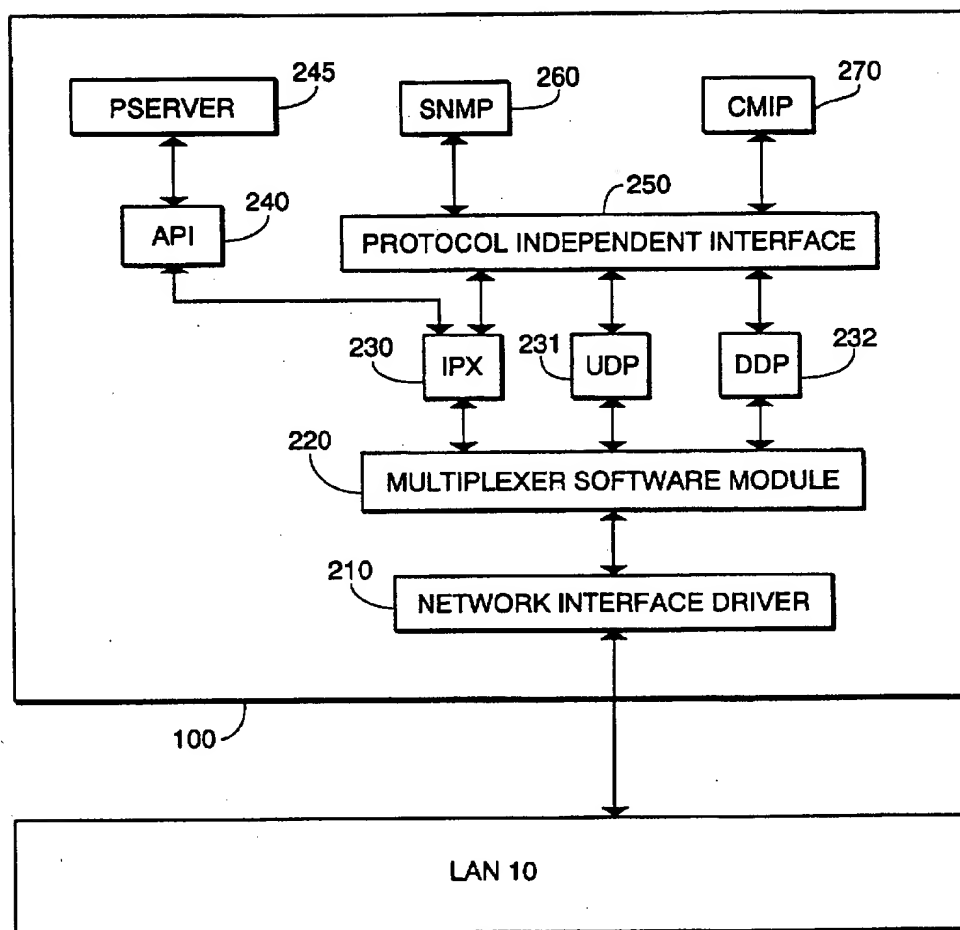 245
PSERVER
260
SNMP
270
CMIP
240
API
250
PROTOCOL INDEPENDENT INTERFACE
230
IPX
231
UDP
232
DDP
220
MULTIPLEXER SOFTWARE MODULE
210
NETWORK INTERFACE DRIVER
100
LAN 10